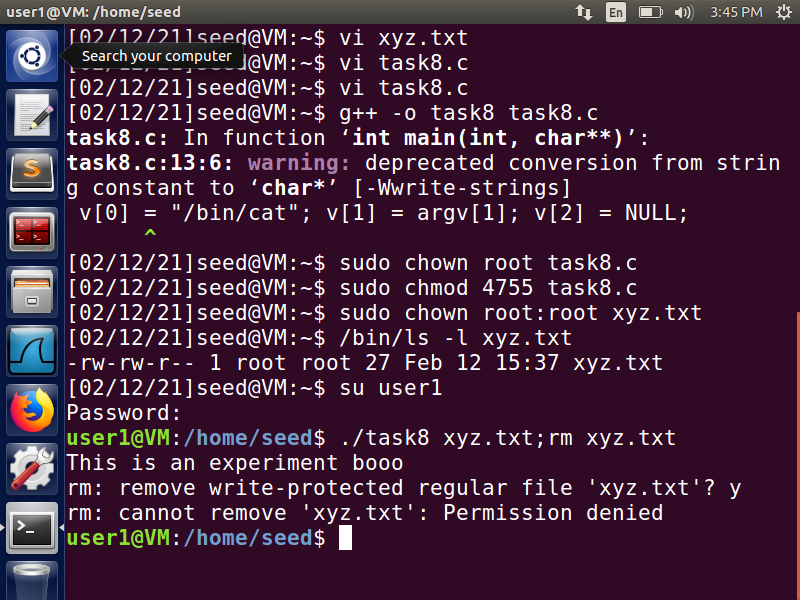 user1@VM: /home/seed
En
3:45 PM
Search your computer
[02/12/21]seed@VM:~$ vi xyz.txt
[02/12/21]seed@VM:~$ vi task8.c
[02/12/21]seed@VM:~$ vi task8.c
[02/12/21]seed@VM:~$ g++ -o task8 task8.c
task8.c: In function ‘int main(int, char**)’:
task8.c:13:6: warning: deprecated conversion from strin
g constant to ‘char*’ [-Wwrite-strings]
 v[0] = "/bin/cat"; v[1] = argv[1]; v[2] = NULL;
      ^
[02/12/21]seed@VM:~$ sudo chown root task8.c
[02/12/21]seed@VM:~$ sudo chmod 4755 task8.c
[02/12/21]seed@VM:~$ sudo chown root:root xyz.txt
[02/12/21]seed@VM:~$ /bin/ls -l xyz.txt
-rw-rw-r-- 1 root root 27 Feb 12 15:37 xyz.txt
[02/12/21]seed@VM:~$ su user1
Password:
user1@VM:/home/seed$ ./task8 xyz.txt;rm xyz.txt
This is an experiment booo
rm: remove write-protected regular file 'xyz.txt'? y
rm: cannot remove 'xyz.txt': Permission denied
user1@VM:/home/seed$